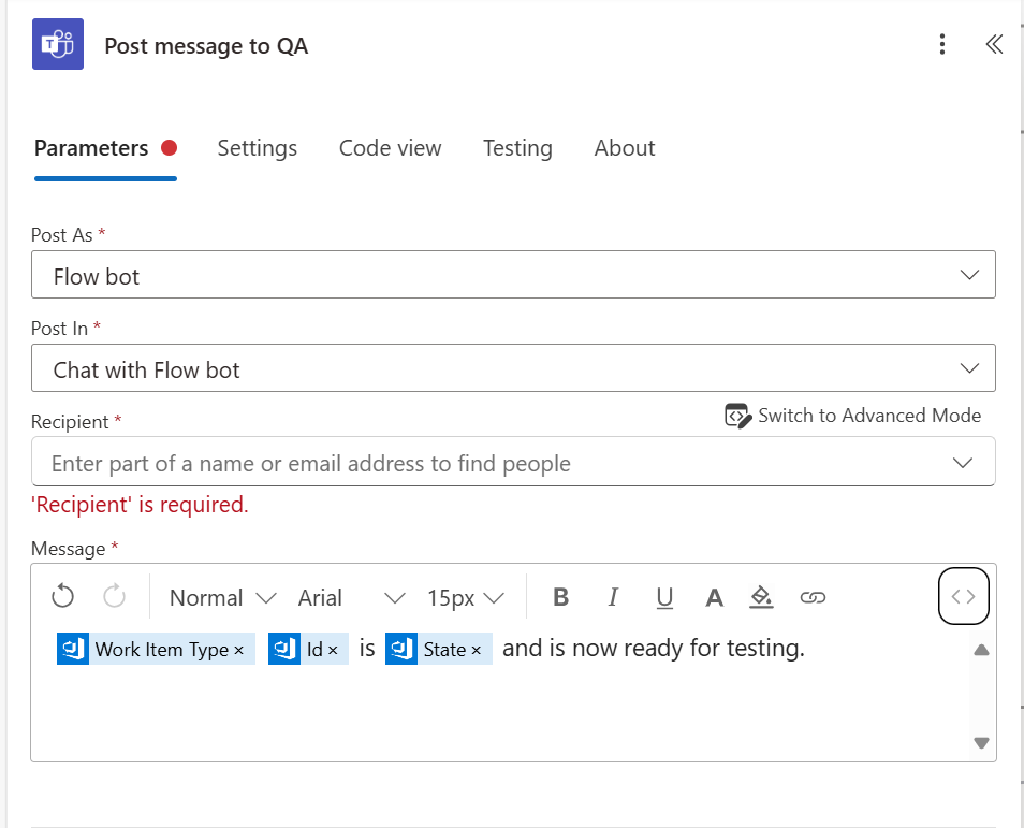 Post message to QA
Parameters Settings Code view Testing About
Post As *
Flow bot
Post In *
Chat with Flow bot
Recipient * Switch to Advanced Mode
Enter part of a name or email address to find people
'Recipient' is required.
Message *
Normal Arial 15px B I U A
Work Item Type × Id × is State × and is now ready for testing.